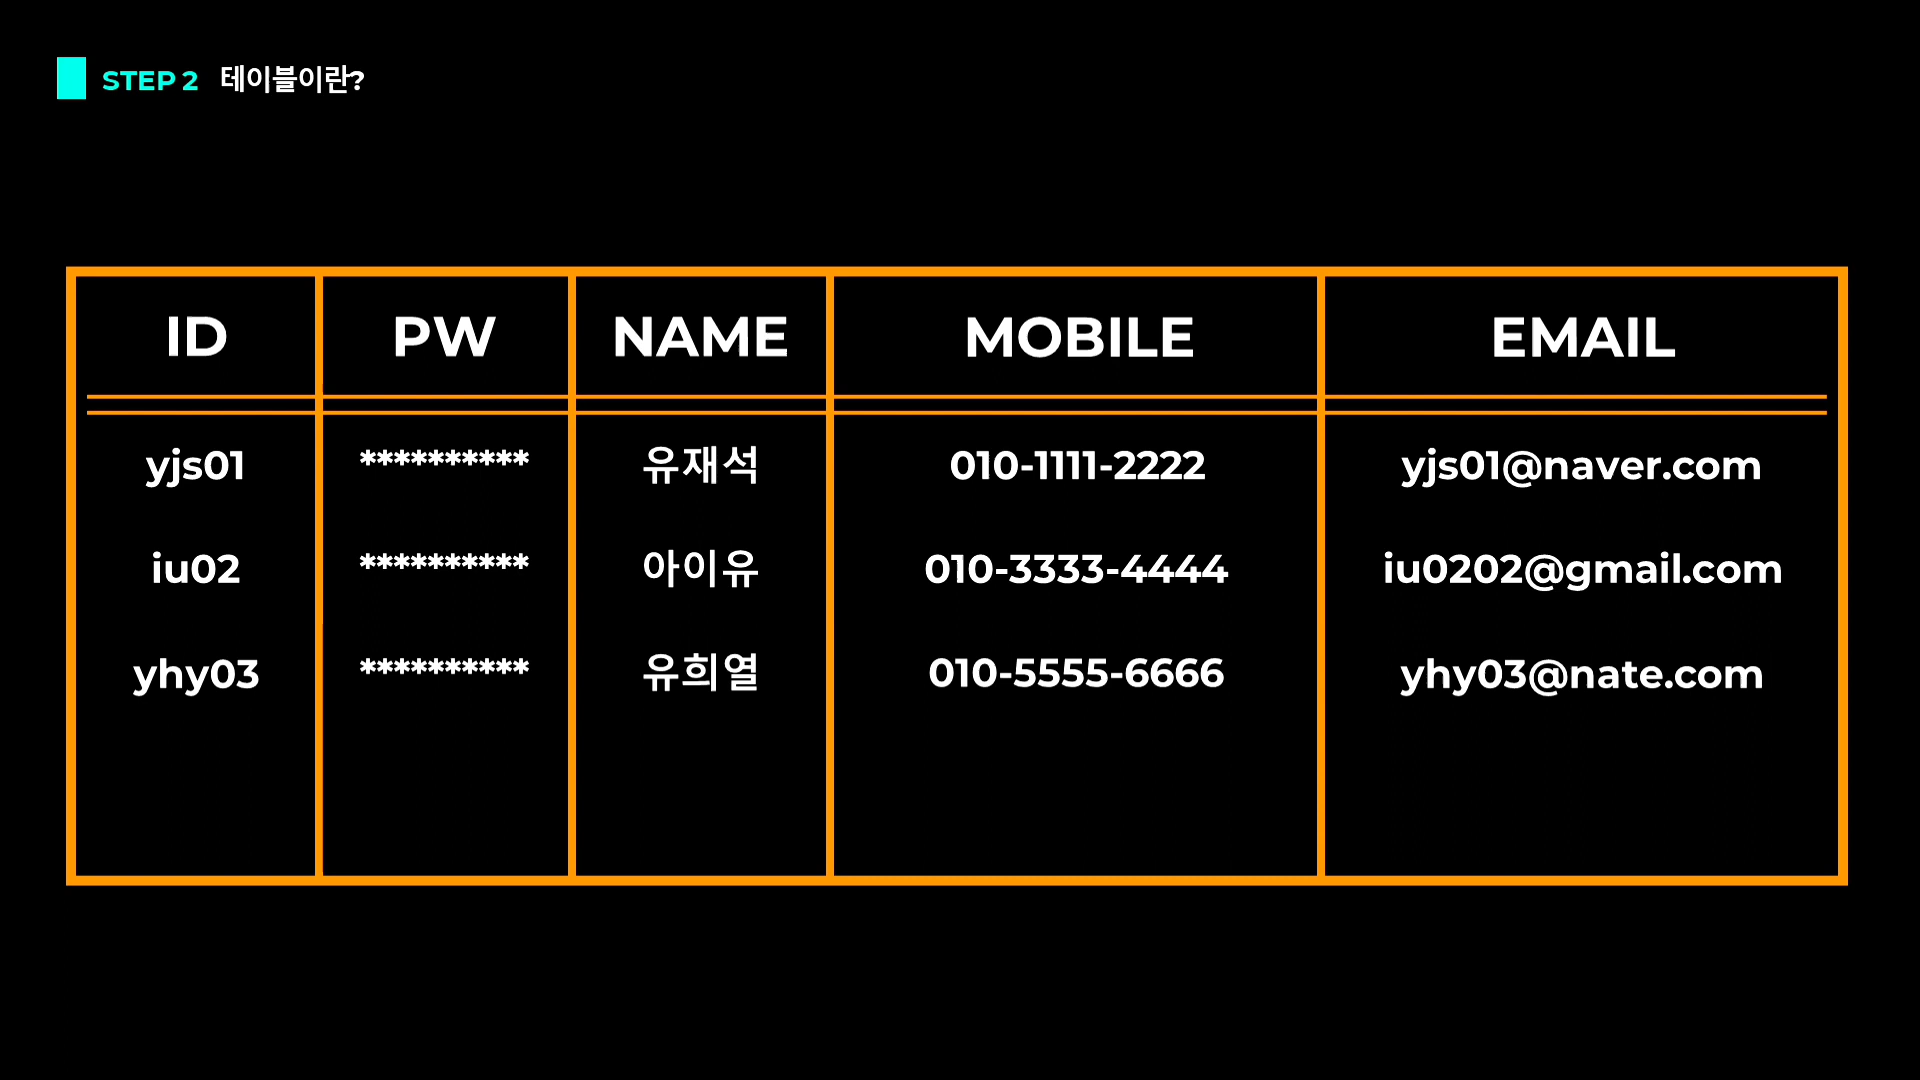 STEP 2 테이블이란?
ID PW NAME MOBILE EMAIL
yjs01 ********** 유재석 010-1111-2222 yjs01@naver.com
iu02 ********** 아이유 010-3333-4444 iu0202@gmail.com
yhy03 ********** 유희열 010-5555-6666 yhy03@nate.com